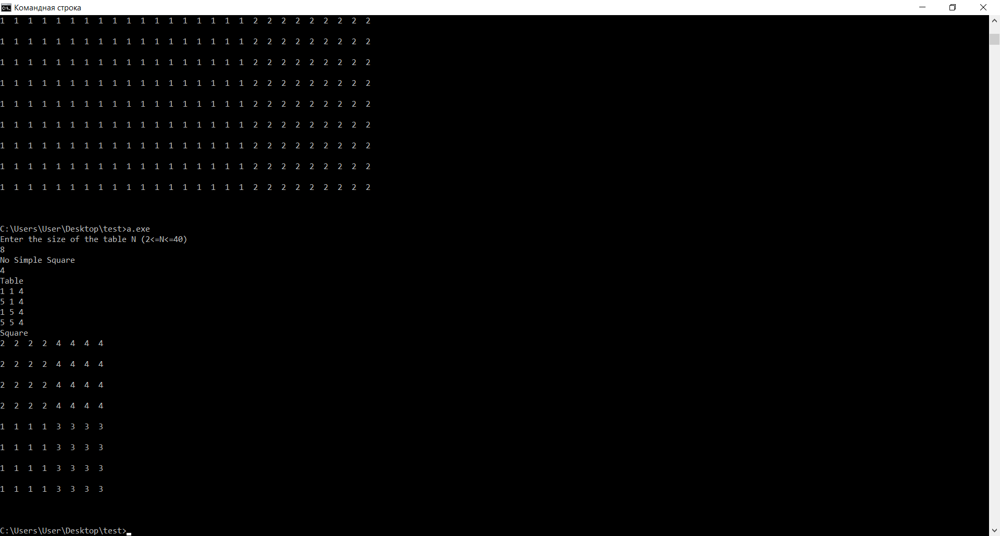 Командная строка
1  1  1  1  1  1  1  1  1  1  1  1  1  1  1  1  1  1  2  2  2  2  2  2  2  2  2
1  1  1  1  1  1  1  1  1  1  1  1  1  1  1  1  1  1  2  2  2  2  2  2  2  2  2
1  1  1  1  1  1  1  1  1  1  1  1  1  1  1  1  1  1  2  2  2  2  2  2  2  2  2
1  1  1  1  1  1  1  1  1  1  1  1  1  1  1  1  1  1  2  2  2  2  2  2  2  2  2
1  1  1  1  1  1  1  1  1  1  1  1  1  1  1  1  1  1  2  2  2  2  2  2  2  2  2
1  1  1  1  1  1  1  1  1  1  1  1  1  1  1  1  1  1  2  2  2  2  2  2  2  2  2
1  1  1  1  1  1  1  1  1  1  1  1  1  1  1  1  1  1  2  2  2  2  2  2  2  2  2
1  1  1  1  1  1  1  1  1  1  1  1  1  1  1  1  1  1  2  2  2  2  2  2  2  2  2
1  1  1  1  1  1  1  1  1  1  1  1  1  1  1  1  1  1  2  2  2  2  2  2  2  2  2
C:\Users\User\Desktop\test>a.exe
Enter the size of the table N (2<=N<=40)
8
No Simple Square
4
Table
1 1 4
5 1 4
1 5 4
5 5 4
Square
2  2  2  2  4  4  4  4
2  2  2  2  4  4  4  4
2  2  2  2  4  4  4  4
2  2  2  2  4  4  4  4
1  1  1  1  3  3  3  3
1  1  1  1  3  3  3  3
1  1  1  1  3  3  3  3
1  1  1  1  3  3  3  3
C:\Users\User\Desktop\test>